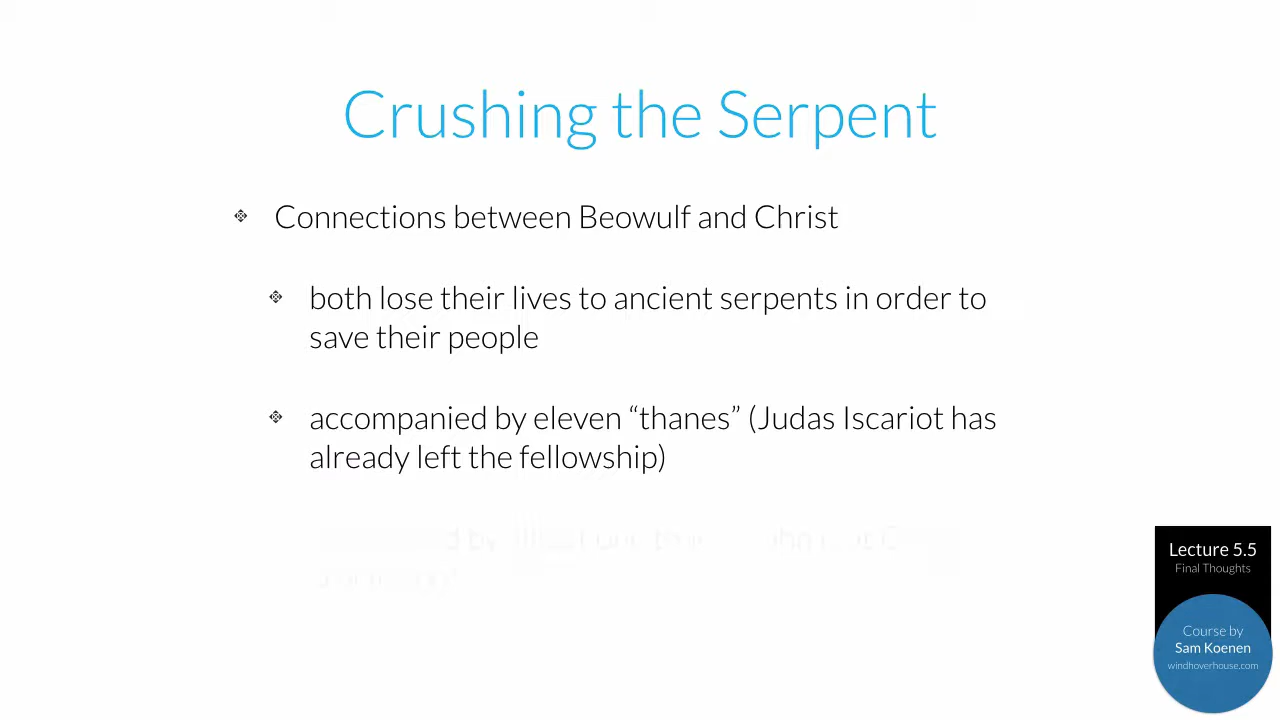 Crushing the Serpent
Connections between Beowulf and Christ
both lose their lives to ancient serpents in order to
save their people
accompanied by eleven “thanes” (Judas Iscariot has
already left the fellowship)
by
Lecture 5.5
Final Thoughts
Course by
Sam Koenen
windhoverhouse.com